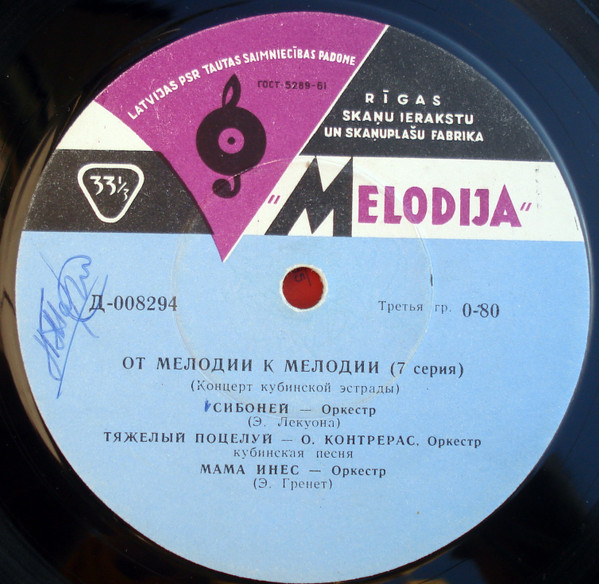 LATVIJAS PSR TAUTAS SAIMNIECĪBAS PADOME
ГОСТ-5289-61
RĪGAS
SKAŅU IERAKSTU
UN SKAŅUPLAŠU FABRIKA
33⅓
"MELODIJA"
Д-008294
Третья гр. 0-80
ОТ МЕЛОДИИ К МЕЛОДИИ (7 серия)
(Концерт кубинской эстрады)
СИБОНЕЙ — Оркестр
(Э. Лекуона)
ТЯЖЕЛЫЙ ПОЦЕЛУЙ — О. КОНТРЕРАС, Оркестр
кубинская песня
МАМА ИНЕС — Оркестр
(Э. Гренет)